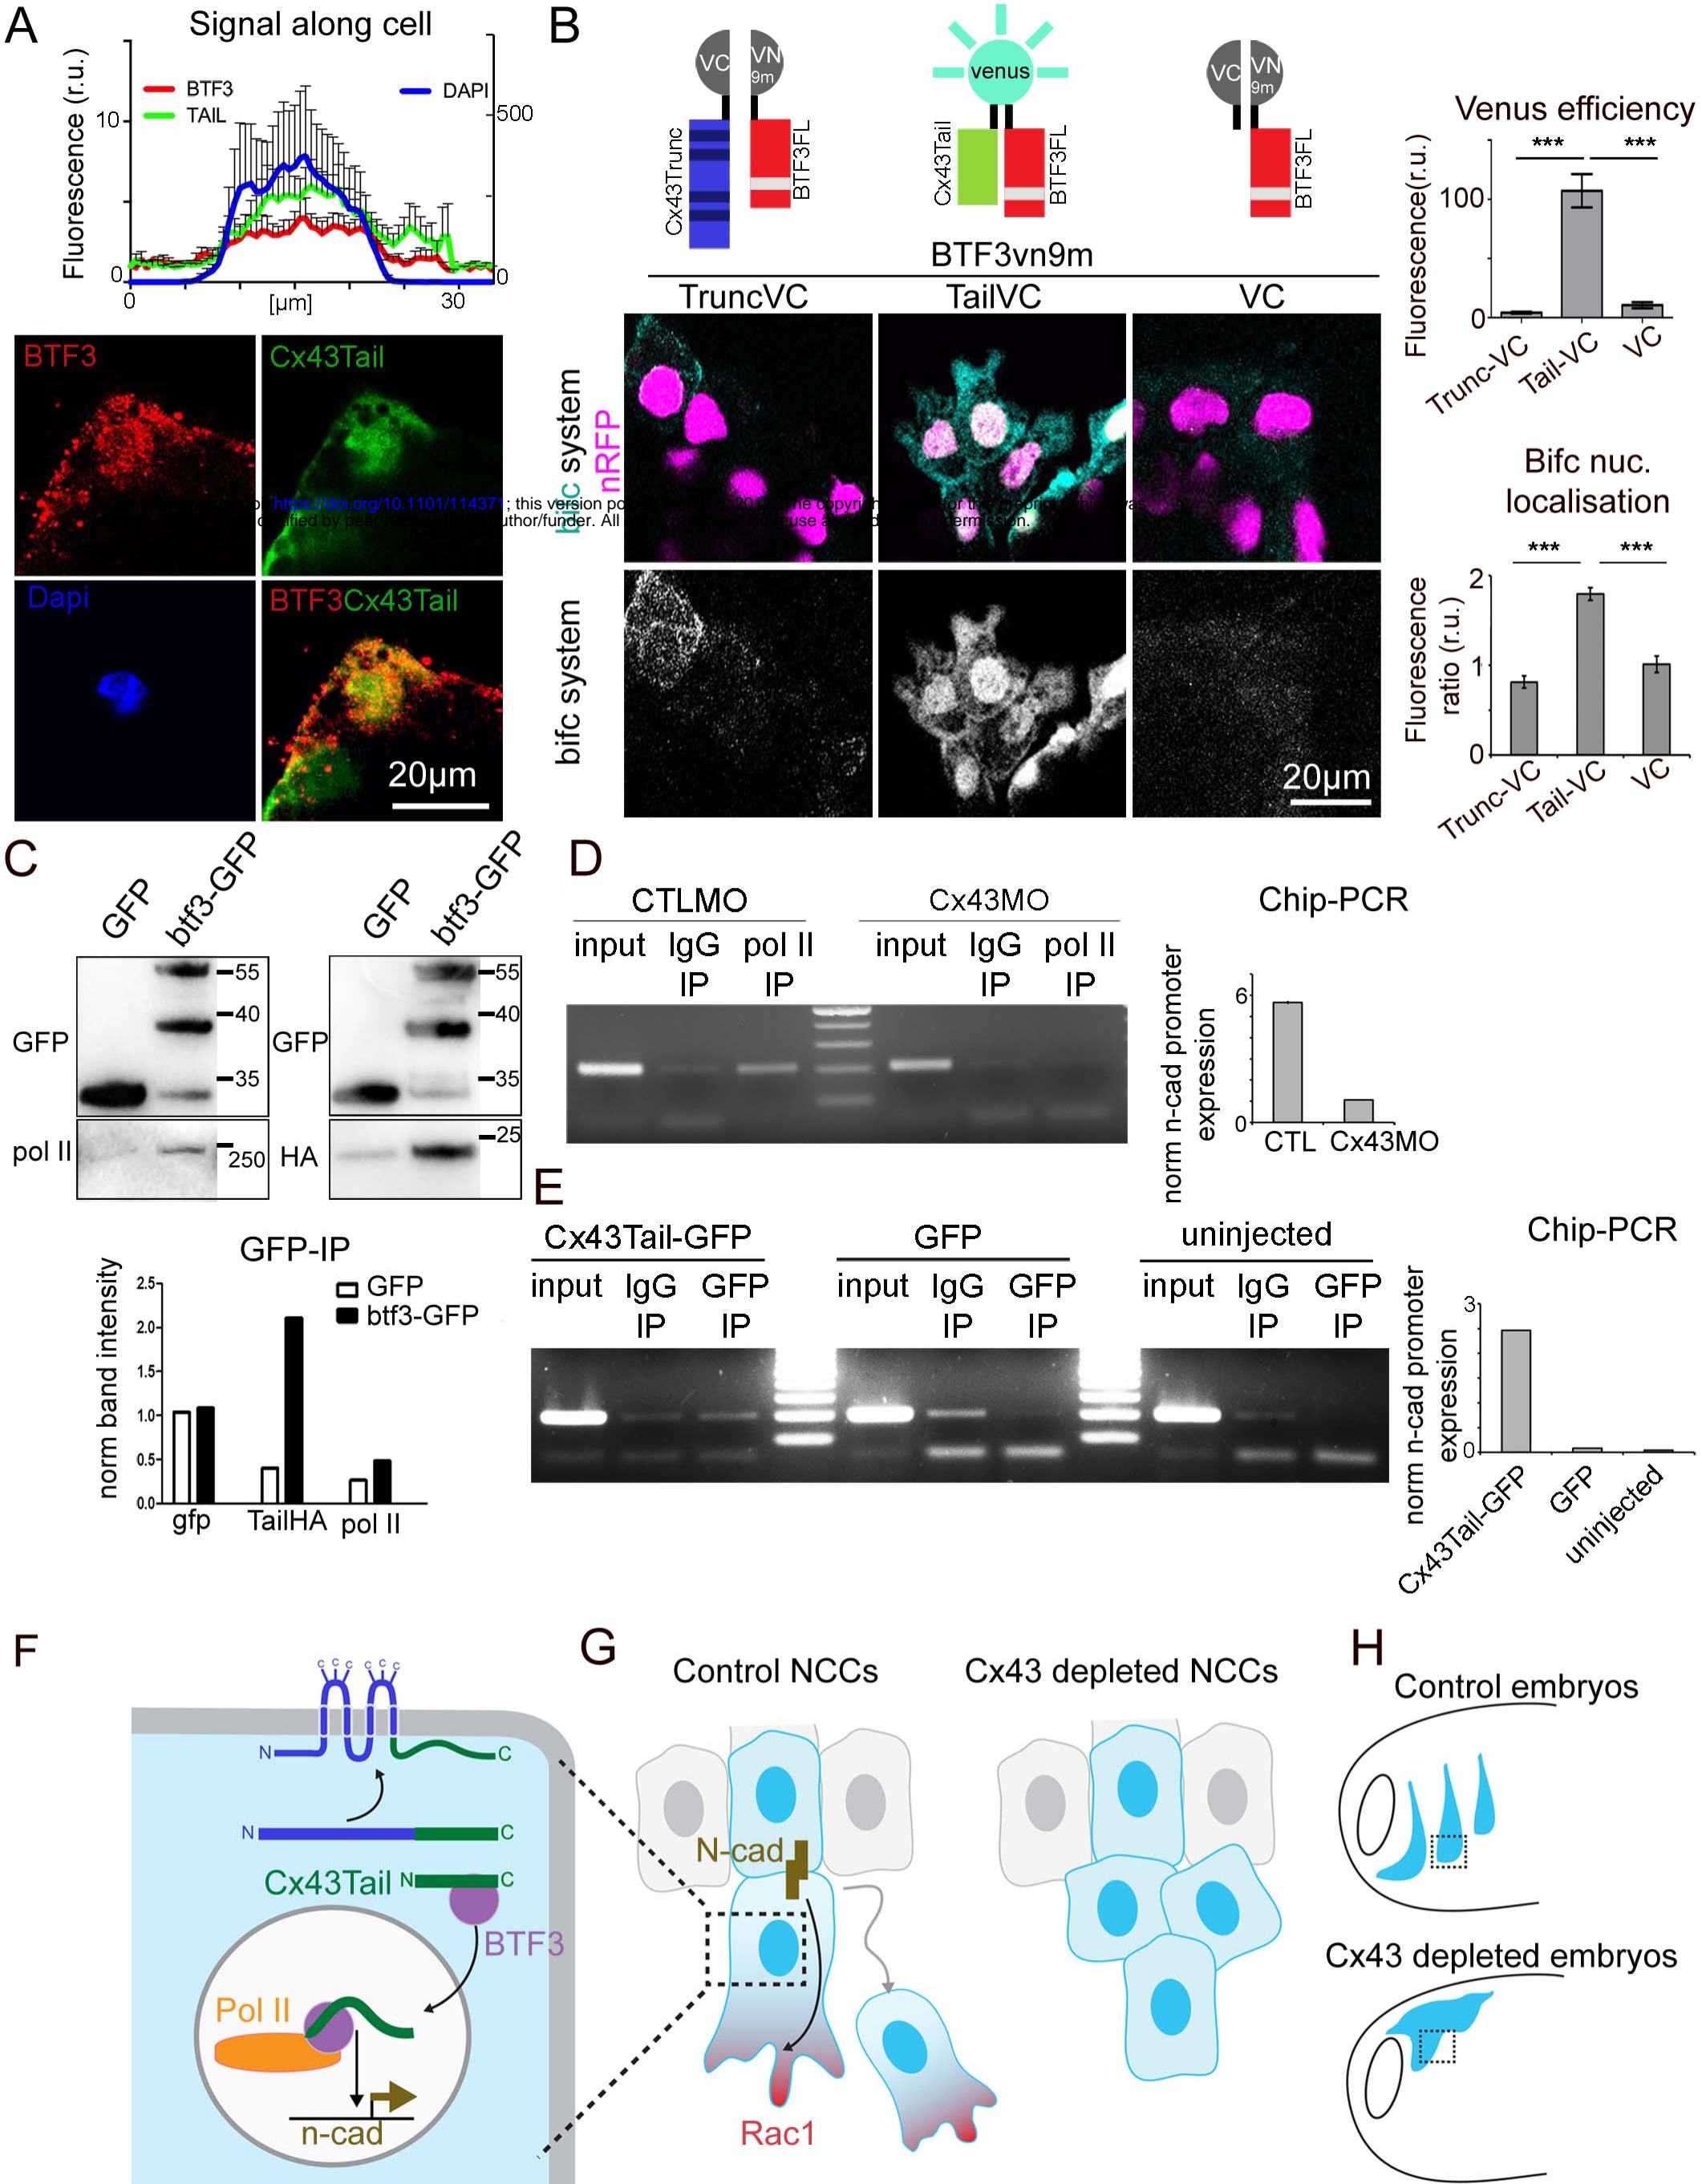 A
Signal along cell
Fluorescence (r.u.)
10
0
BTF3
TAIL
DAPI
500
0
0
[µm]
30
BTF3
Cx43Tail
Dapi
BTF3Cx43Tail
20µm
B
VC
VN
9m
Cx43Trunc
BTF3FL
venus
Cx43Tail
BTF3FL
VC
VN
9m
BTF3FL
BTF3vn9m
TruncVC
TailVC
VC
bifc system
nRFP
bifc system
20µm
https://doi.org/10.1101/114371; this version
Venus efficiency
Fluorescence(r.u.)
***
***
100
0
Trunc-VC
Tail-VC
VC
Bifc nuc.
localisation
Fluorescence
ratio (r.u.)
***
***
2
1
0
Trunc-VC
Tail-VC
VC
C
GFP
btf3-GFP
GFP
btf3-GFP
GFP
55
40
35
GFP
55
40
35
pol II
250
HA
25
GFP-IP
norm band intensity
2.5
2.0
1.5
1.0
0.5
0.0
GFP
btf3-GFP
gfp
TailHA
pol II
D
CTLMO
Cx43MO
input
IgG
IP
pol II
IP
input
IgG
IP
pol II
IP
Chip-PCR
norm n-cad promoter
expression
6
0
CTL
Cx43MO
E
Cx43Tail-GFP
GFP
uninjected
input
IgG
IP
GFP
IP
input
IgG
IP
GFP
IP
input
IgG
IP
GFP
IP
Chip-PCR
norm n-cad promoter
expression
3
0
Cx43Tail-GFP
GFP
uninjected
F
c c c c c c
N
C
N
C
Cx43Tail
N
C
BTF3
Pol II
n-cad
G
Control NCCs
Cx43 depleted NCCs
N-cad
Rac1
H
Control embryos
Cx43 depleted embryos